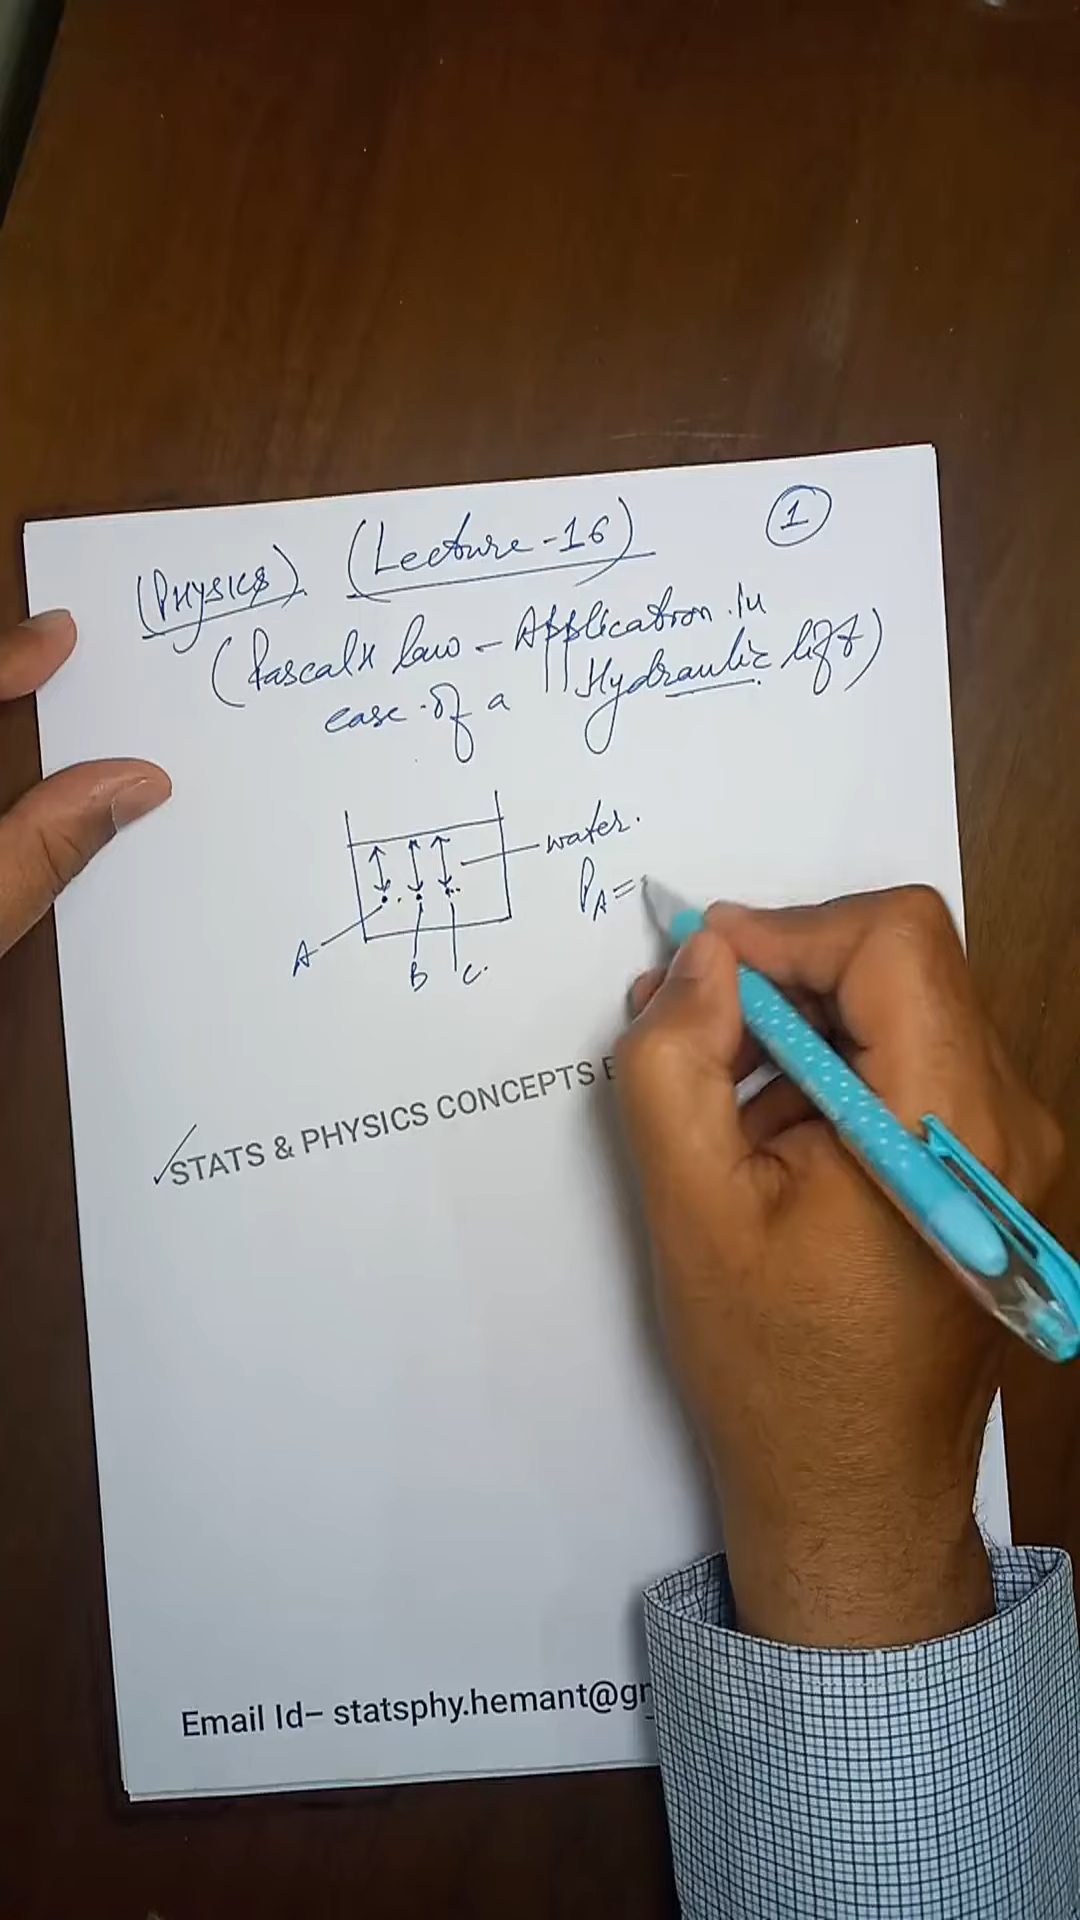 (Physics). (Lecture-16) 1
(Pascal's law - Application in
case of a Hydraulic lift)
water.
PA =
A
B C.
STATS & PHYSICS CONCEPTS
Email Id– statsphy.hemant@g